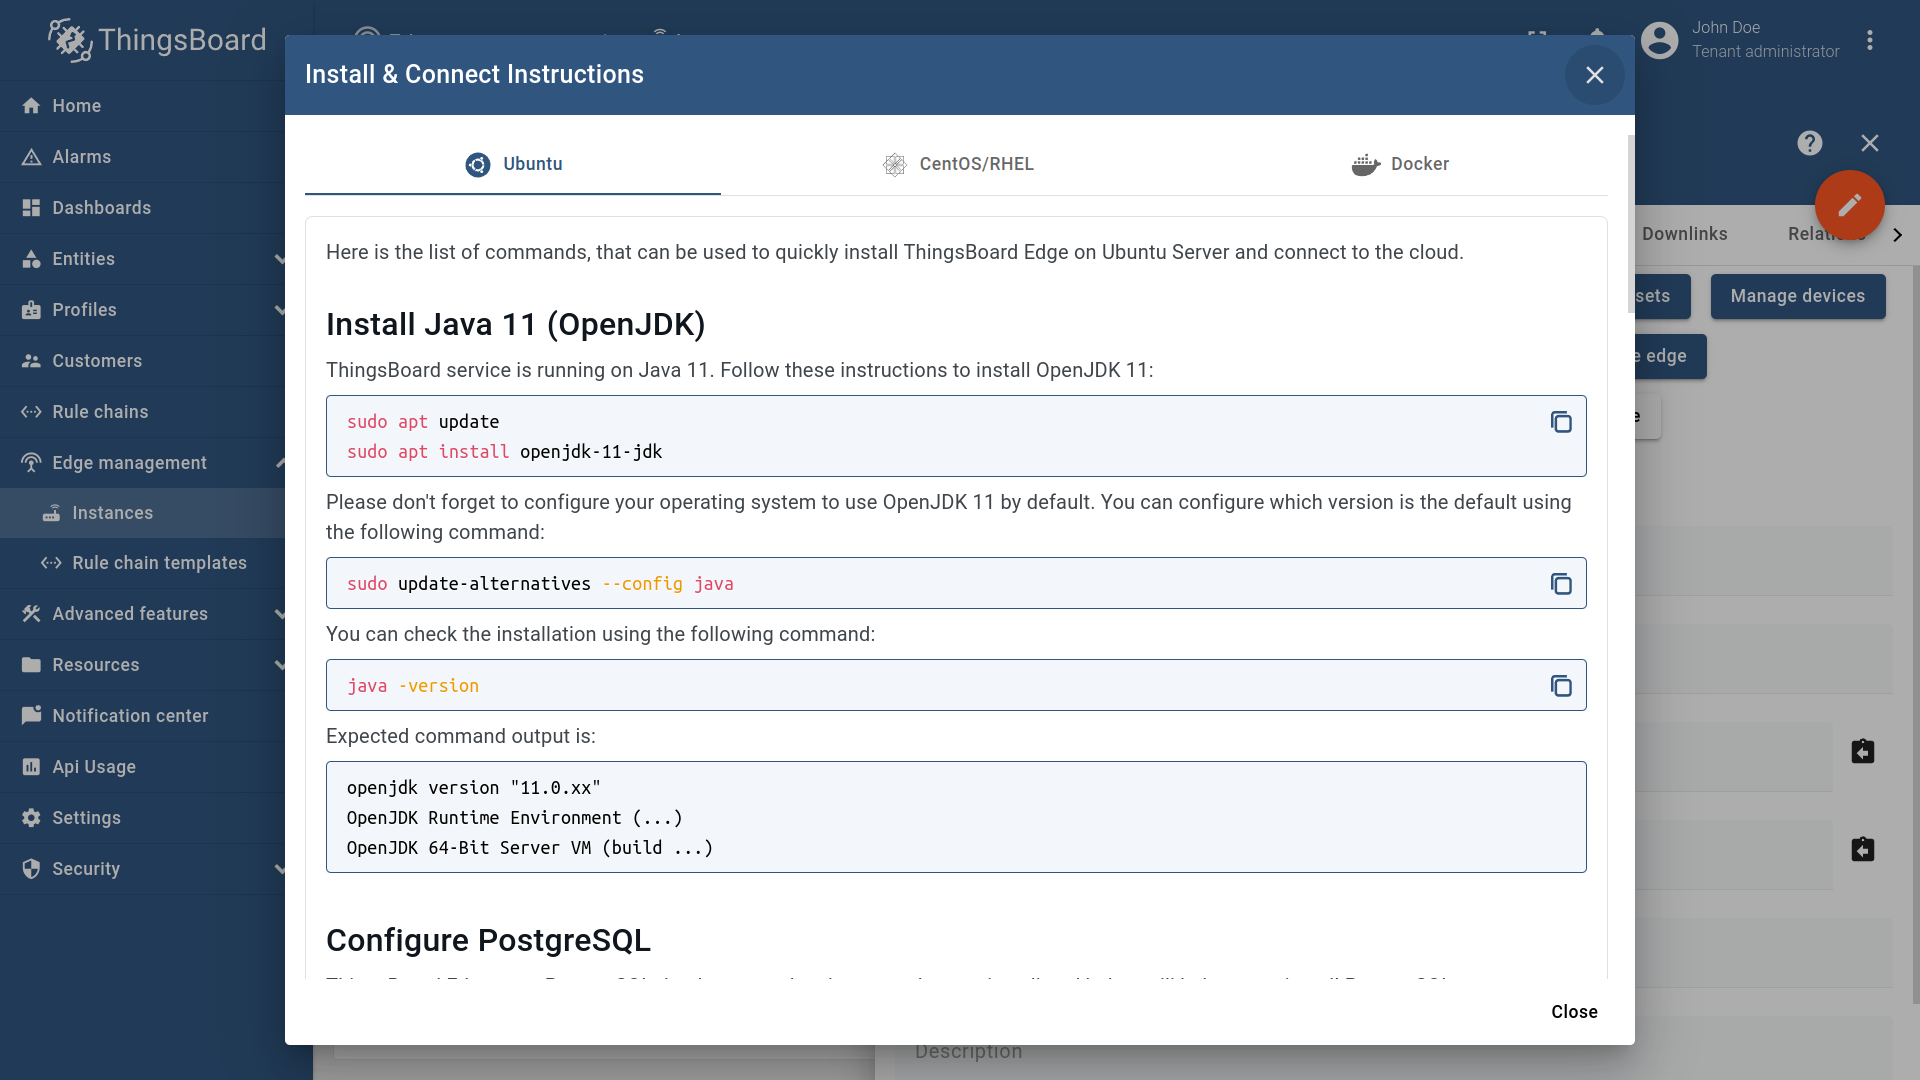 ThingsBoard
John Doe
Tenant administrator
Home
Alarms
Dashboards
Entities
Profiles
Customers
Rule chains
Edge management
Instances
Rule chain templates
Advanced features
Resources
Notification center
Api Usage
Settings
Security
Install & Connect Instructions
Ubuntu
CentOS/RHEL
Docker
Here is the list of commands, that can be used to quickly install ThingsBoard Edge on Ubuntu Server and connect to the cloud.
Install Java 11 (OpenJDK)
ThingsBoard service is running on Java 11. Follow these instructions to install OpenJDK 11:
sudo apt update
sudo apt install openjdk-11-jdk
Please don't forget to configure your operating system to use OpenJDK 11 by default. You can configure which version is the default using
the following command:
sudo update-alternatives --config java
You can check the installation using the following command:
java -version
Expected command output is:
openjdk version "11.0.xx"
OpenJDK Runtime Environment (...)
OpenJDK 64-Bit Server VM (build ...)
Configure PostgreSQL
Close
Downlinks
Manage devices
edge
Description